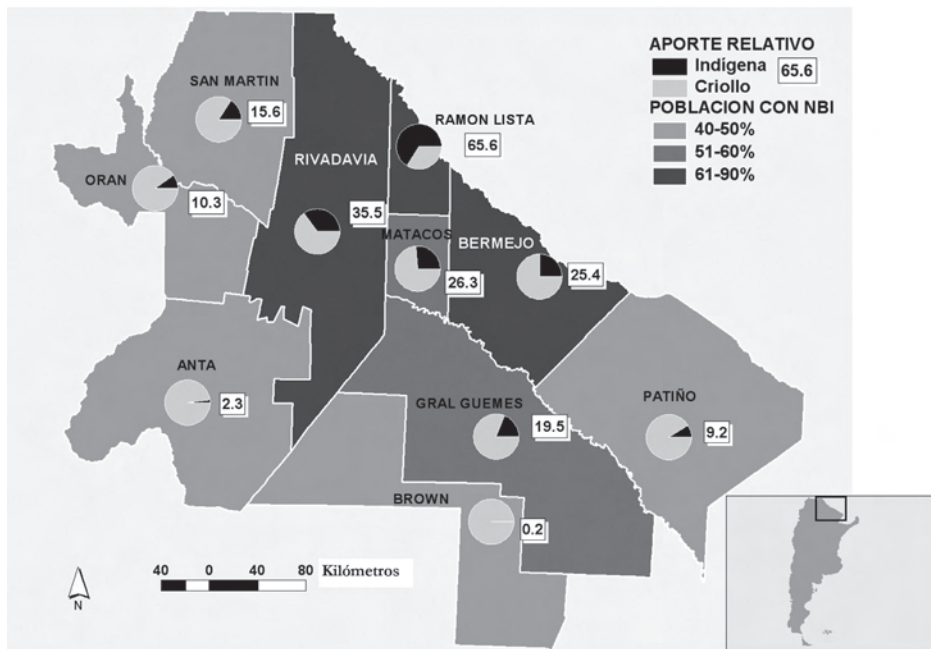 APORTE RELATIVO
Indígena 65.6
Criollo
POBLACION CON NBI
40-50%
51-60%
61-90%
SAN MARTIN
15.6
RAMON LISTA
65.6
RIVADAVIA
ORAN
10.3
35.5
MATACOS
26.3
BERMEJO
25.4
ANTA
2.3
GRAL GUEMES
19.5
PATIÑO
9.2
BROWN
0.2
N
40 0 40 80 Kilómetros